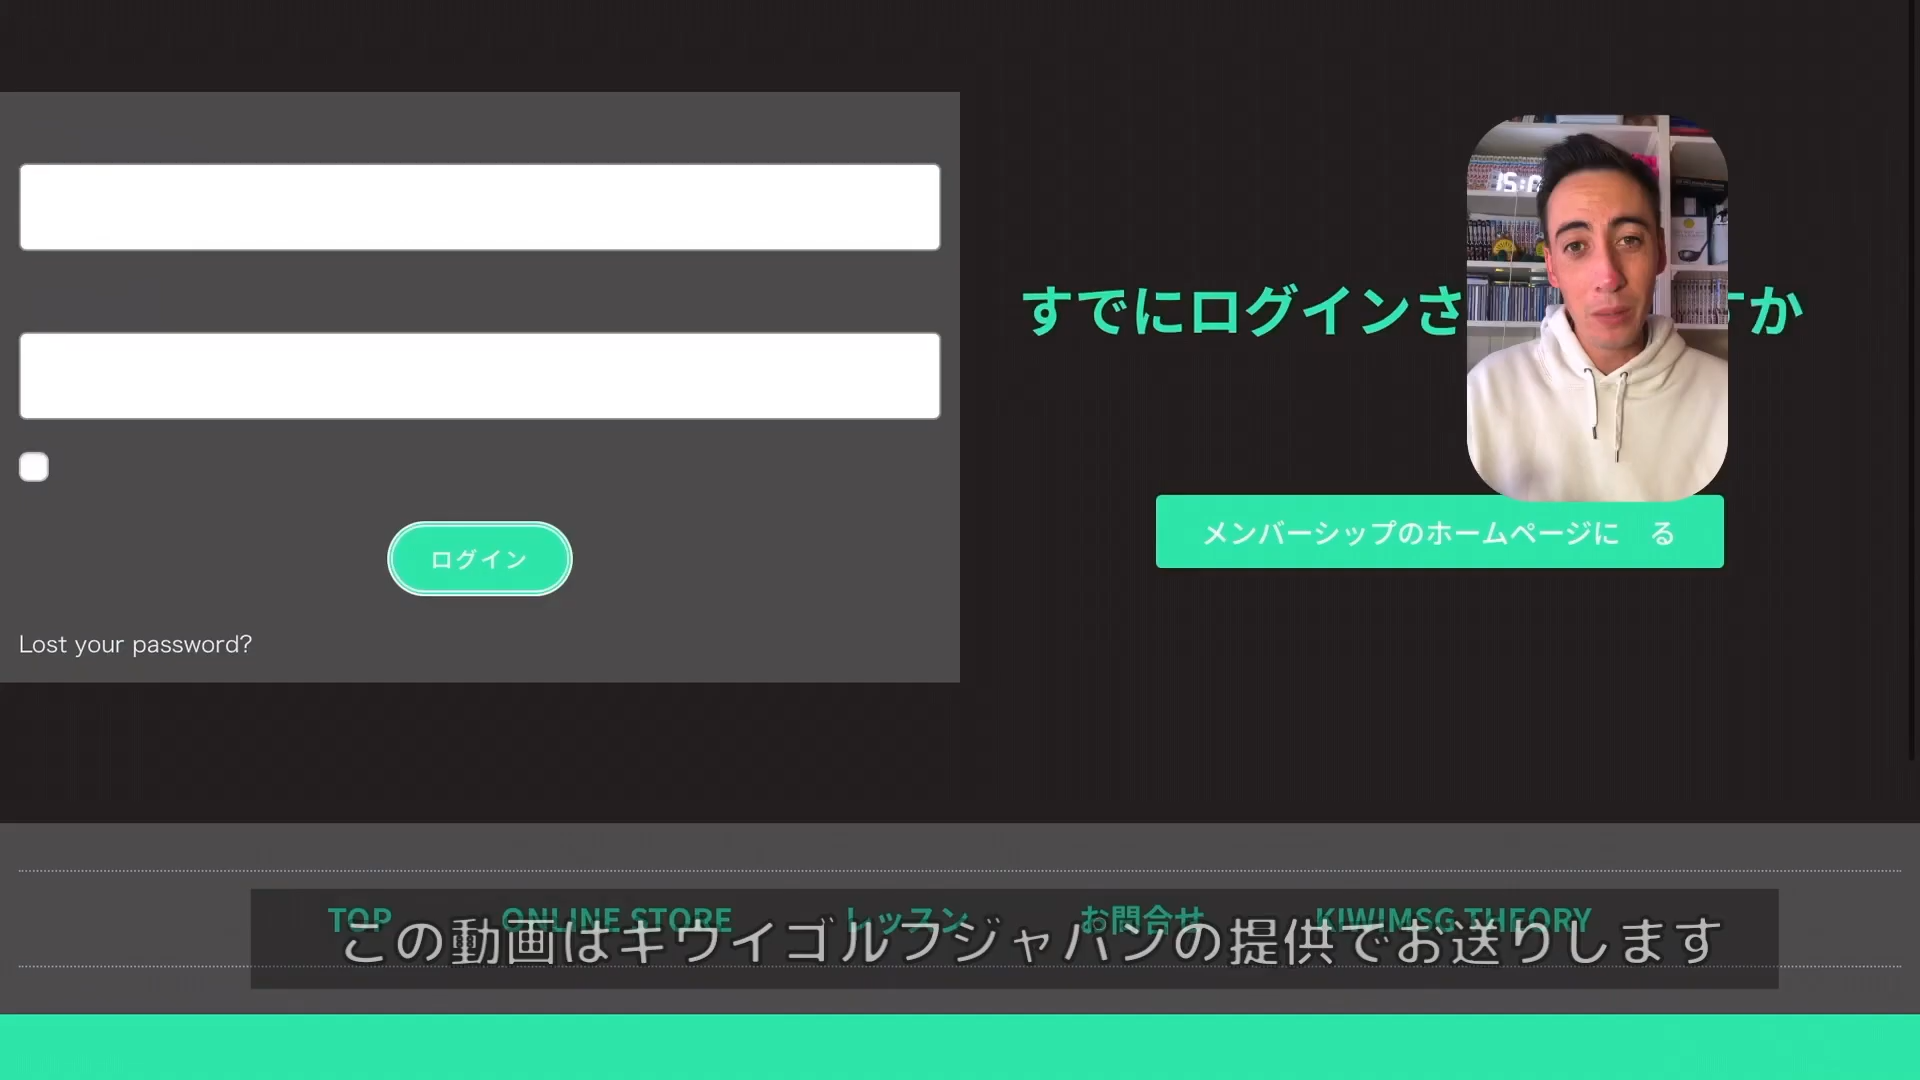 すでにログインさ すか
メンバーシップのホームページに る
ログイン
Lost your password?
TOP ONLINE STORE レッスン お問合せ KIWIMSG THEORY
この動画はキウイゴルフジャパンの提供でお送りします